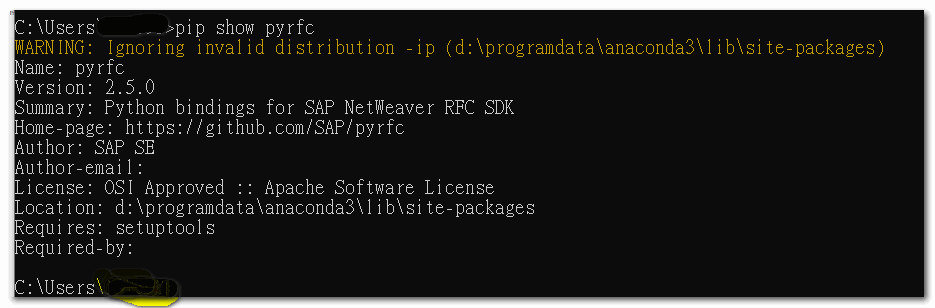 C:\Users\>pip show pyrfc
WARNING: Ignoring invalid distribution -ip (d:\programdata\anaconda3\lib\site-packages)
Name: pyrfc
Version: 2.5.0
Summary: Python bindings for SAP NetWeaver RFC SDK
Home-page: https://github.com/SAP/pyrfc
Author: SAP SE
Author-email:
License: OSI Approved :: Apache Software License
Location: d:\programdata\anaconda3\lib\site-packages
Requires: setuptools
Required-by:
C:\Users\